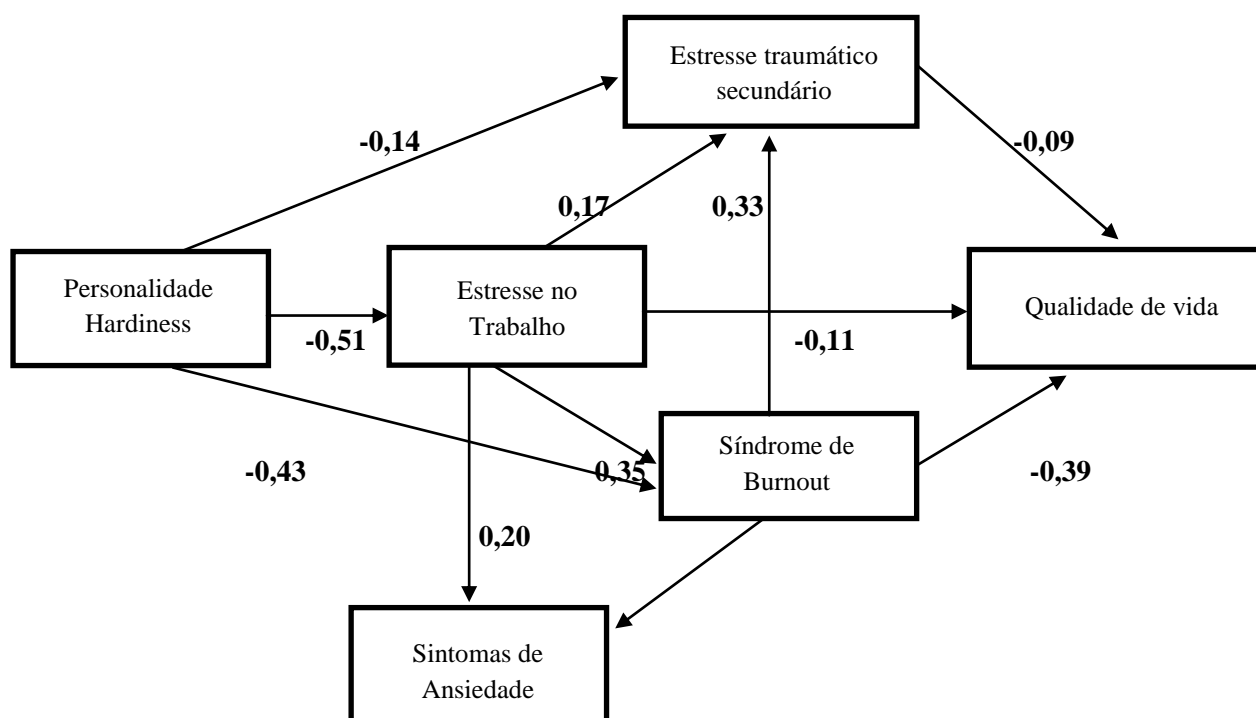 Estresse traumático
secundário
-0,14
-0,09
0,17
0,33
Personalidade
Hardiness
Estresse no
Trabalho
Qualidade de vida
-0,51
-0,11
Síndrome de
Burnout
-0,43
0,35
-0,39
0,20
Sintomas de
Ansiedade